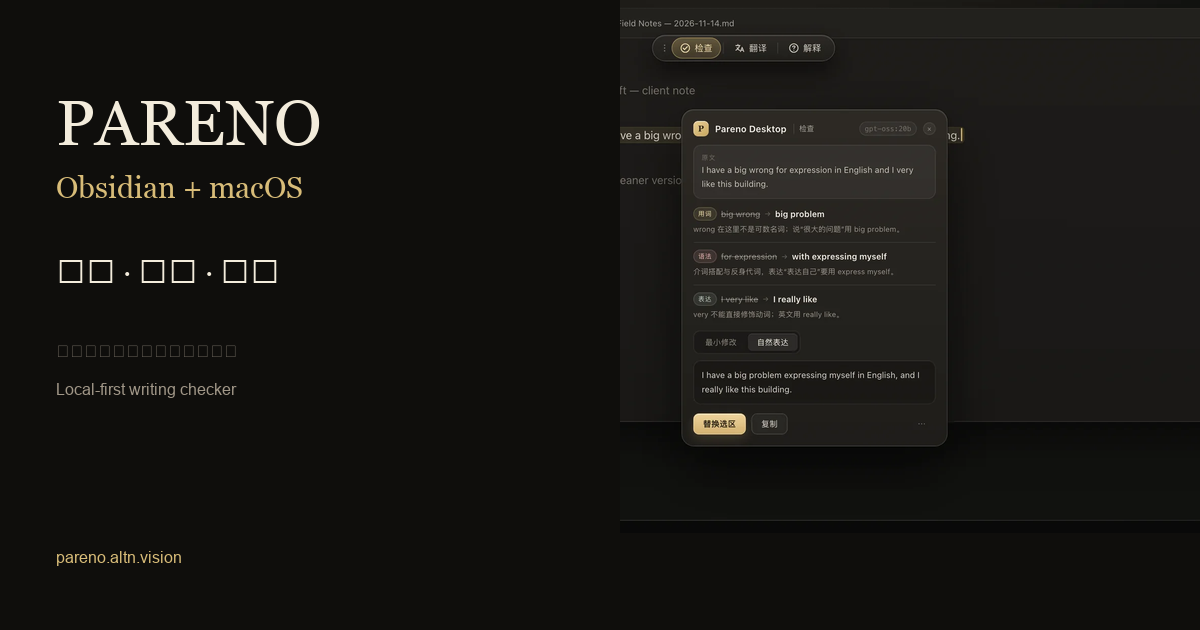 PARENO
Obsidian + macOS
□□ · □□ · □□
□□□□□□□□□□□□□
Local-first writing checker
pareno.altn.vision
Field Notes — 2026-11-14.md
检查 翻译 解释
ft — client note
ve a big wro
ng.
eaner versio
P Pareno Desktop 检查 gpt-oss:20b ×
原文
I have a big wrong for expression in English and I very
like this building.
用词 big wrong → big problem
wrong 在这里不是可数名词；说“很大的问题”用 big problem。
语法 for expression → with expressing myself
介词搭配与反身代词，表达“表达自己”要用 express myself。
表达 I very like → I really like
very 不能直接修饰动词；英文用 really like。
最小修改 自然表达
I have a big problem expressing myself in English, and I
really like this building.
替换选区 复制 ···